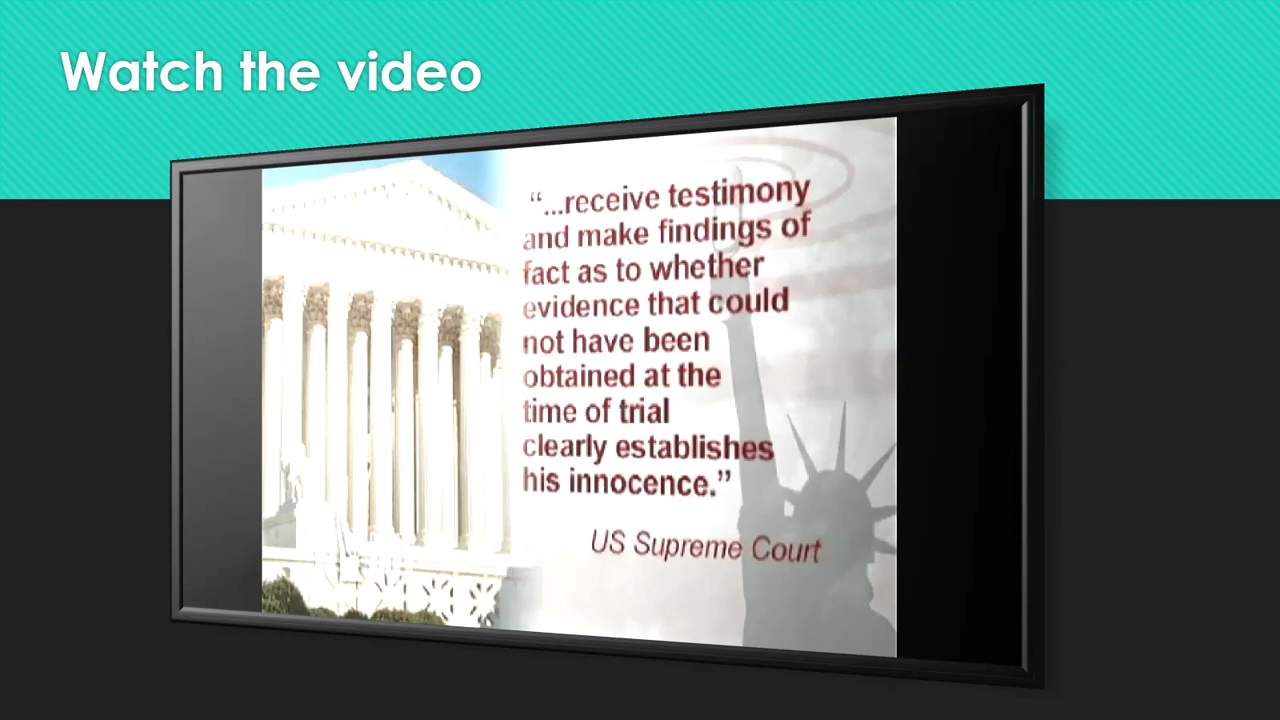 Watch the video
“...receive testimony
and make findings of
fact as to whether
evidence that could
not have been
obtained at the
time of trial
clearly establishes
his innocence.”
US Supreme Court